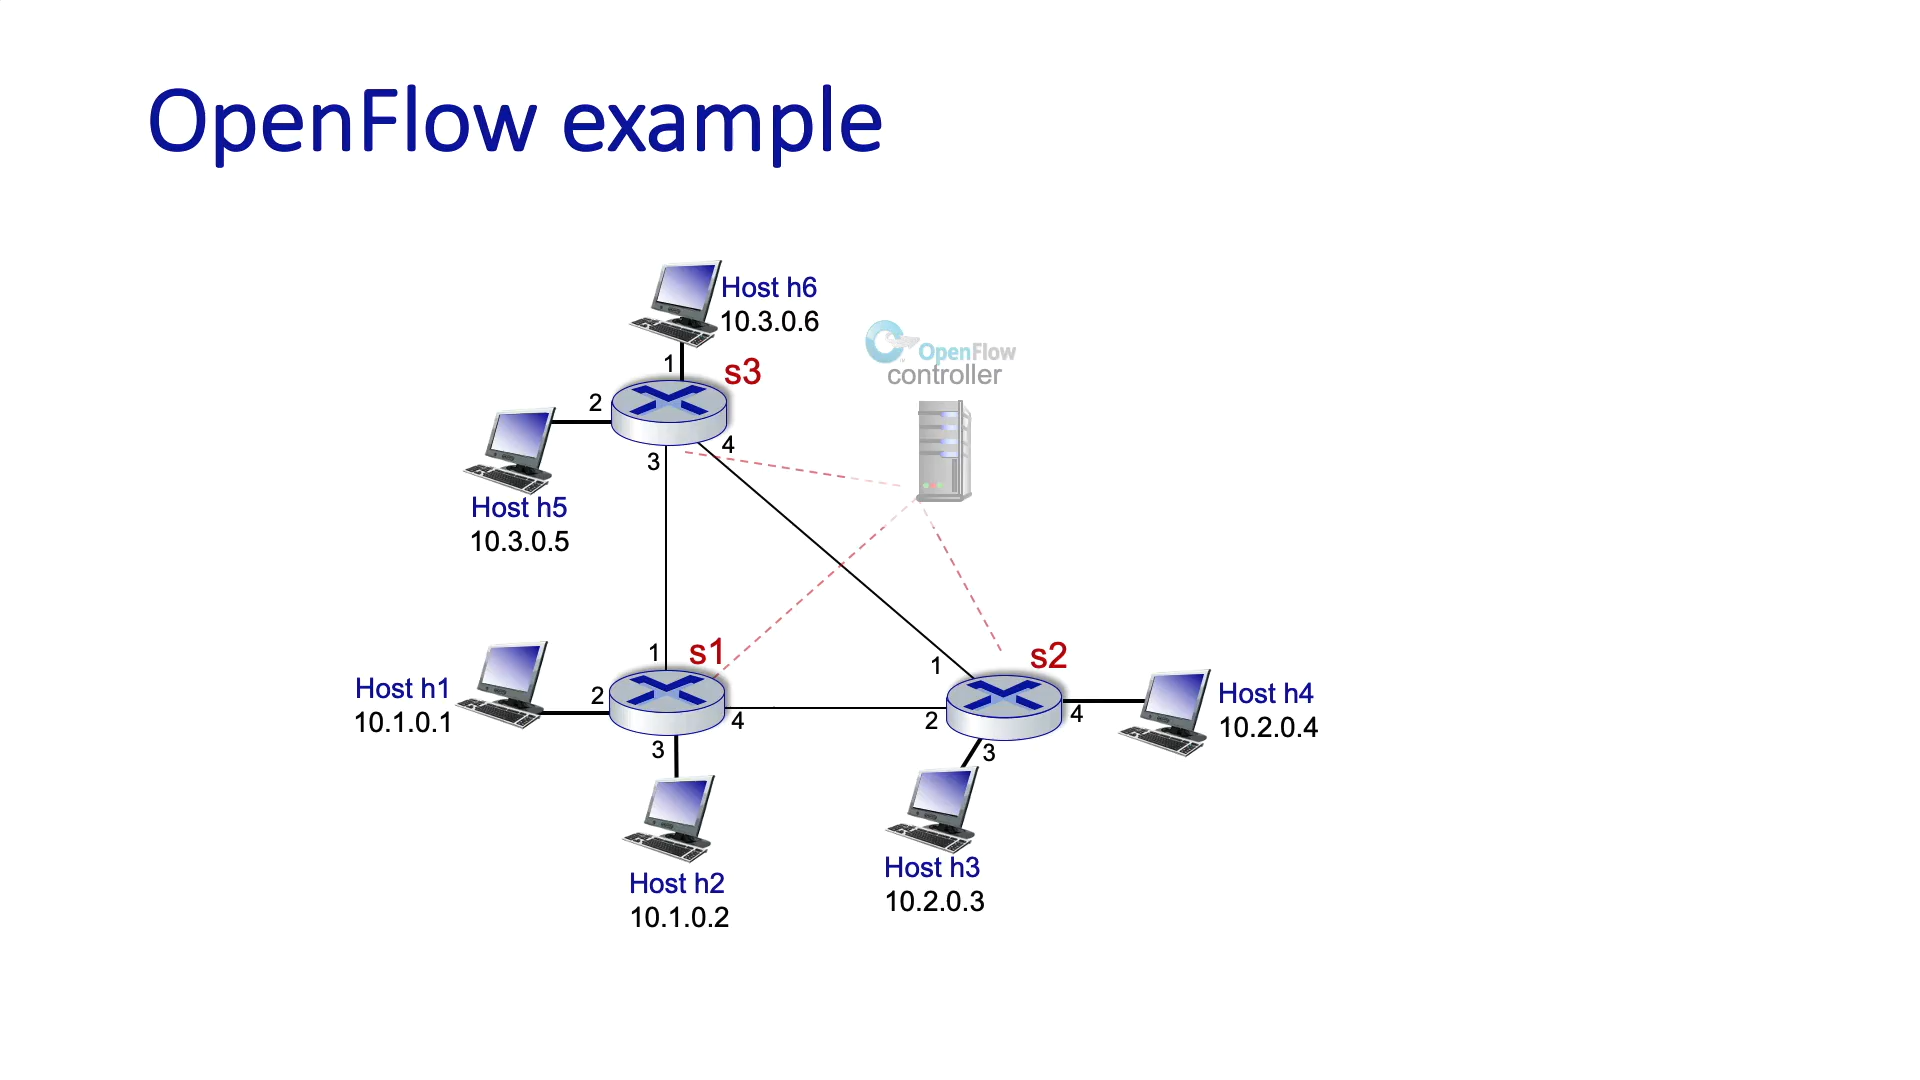 OpenFlow example
Host h6
10.3.0.6
1
s3
2
4
3
OpenFlow
controller
Host h5
10.3.0.5
1
s1
2
4
3
Host h1
10.1.0.1
Host h2
10.1.0.2
1
s2
2
4
3
Host h4
10.2.0.4
Host h3
10.2.0.3